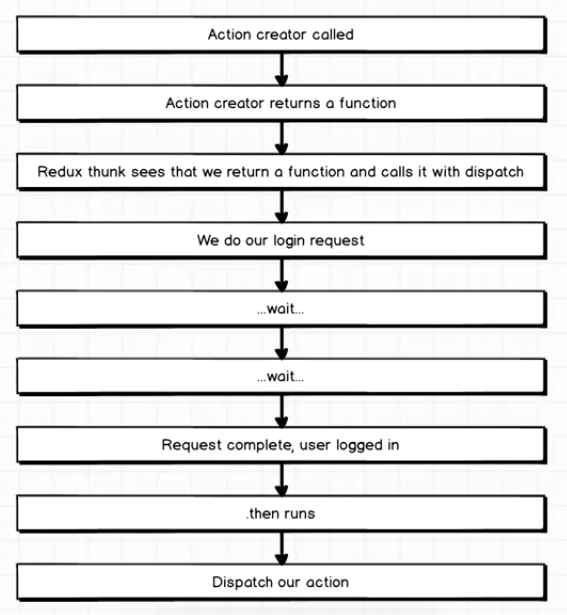 Action creator called
Action creator returns a function
Redux thunk sees that we return a function and calls it with dispatch
We do our login request
...wait...
...wait...
Request complete, user logged in
.then runs
Dispatch our action